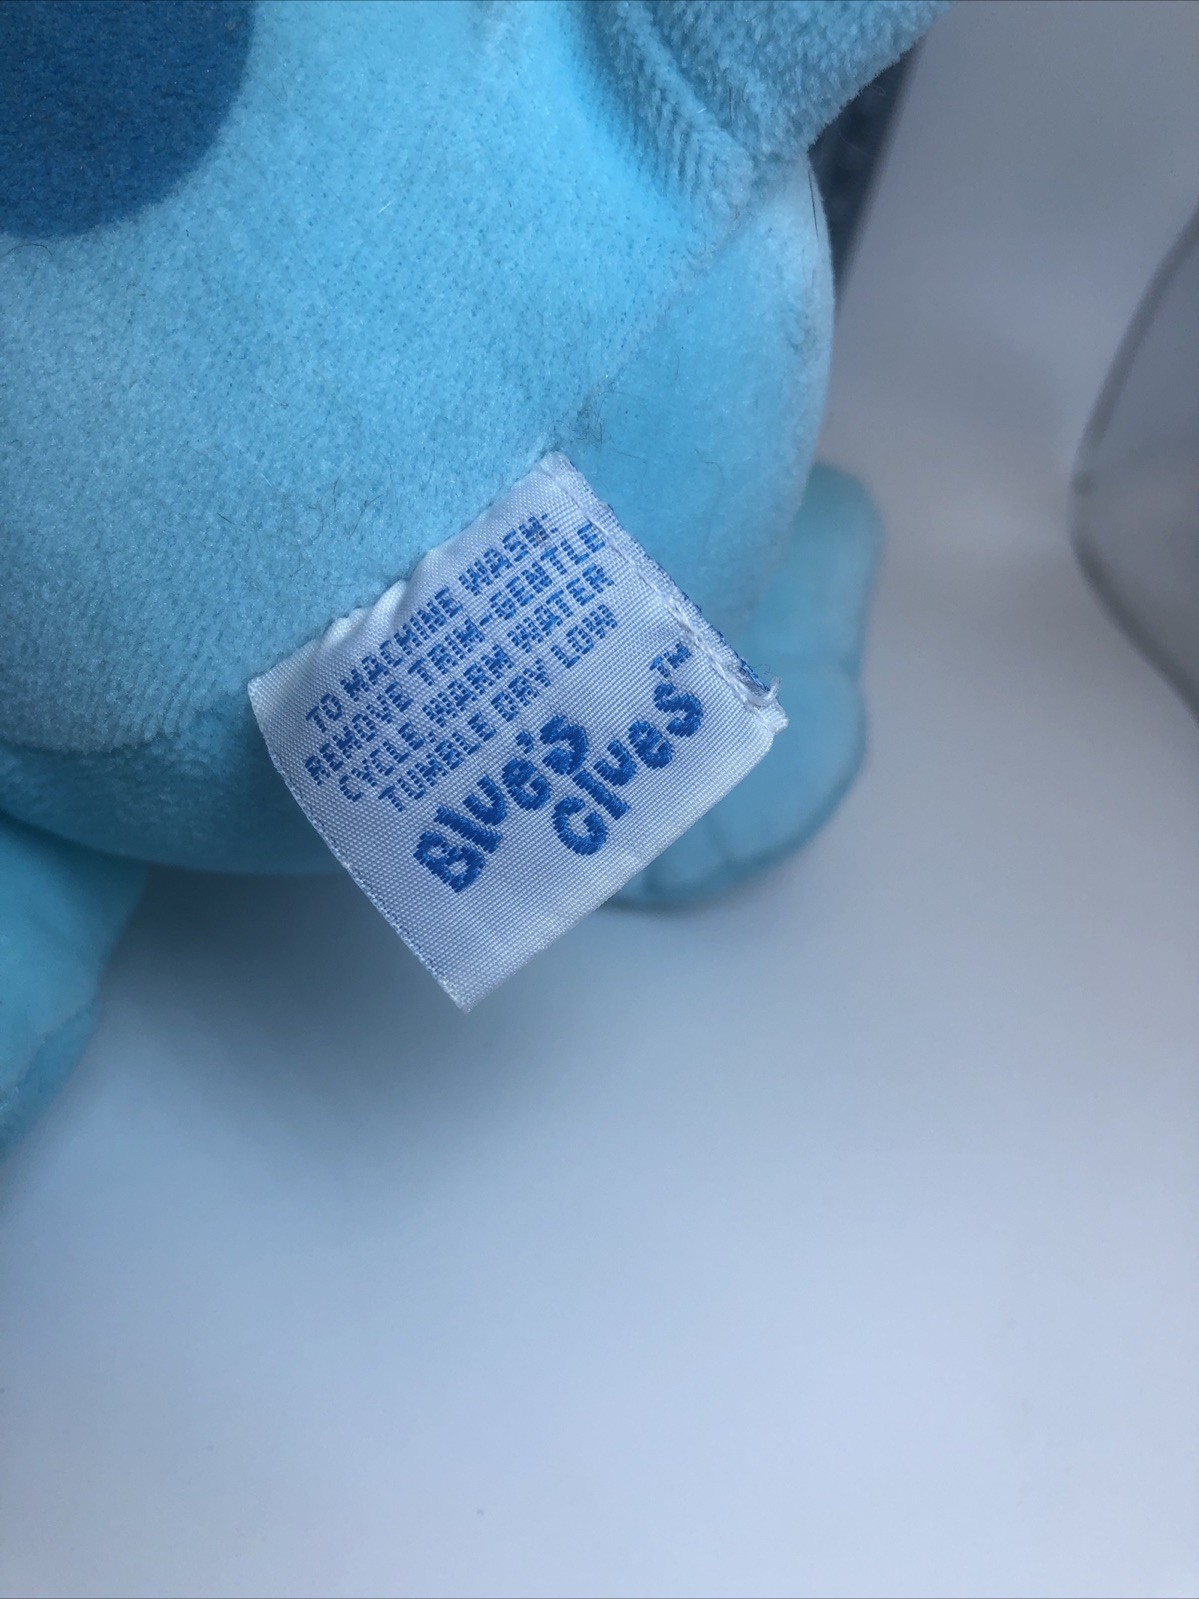 TO MACHINE WASH:
REMOVE TRIM-GENTLE
CYCLE, WARM WATER
TUMBLE DRY LOW
Blue's
Clues™